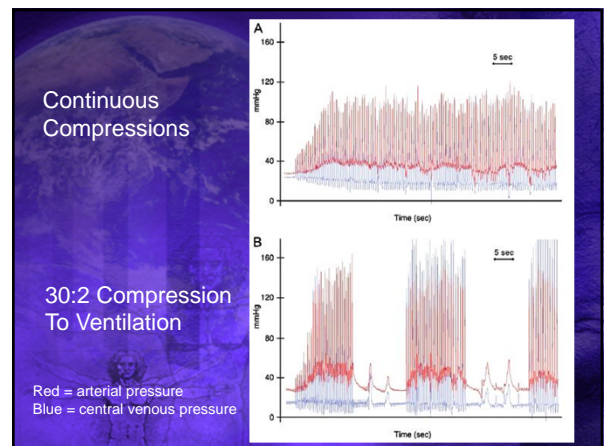 Continuous
Compressions
30:2 Compression
To Ventilation
Red = arterial pressure
Blue = central venous pressure
A
5 sec
160
120
mmHg
80
40
0
Time (sec)
B
5 sec
160
120
mmHg
80
40
0
Time (sec)